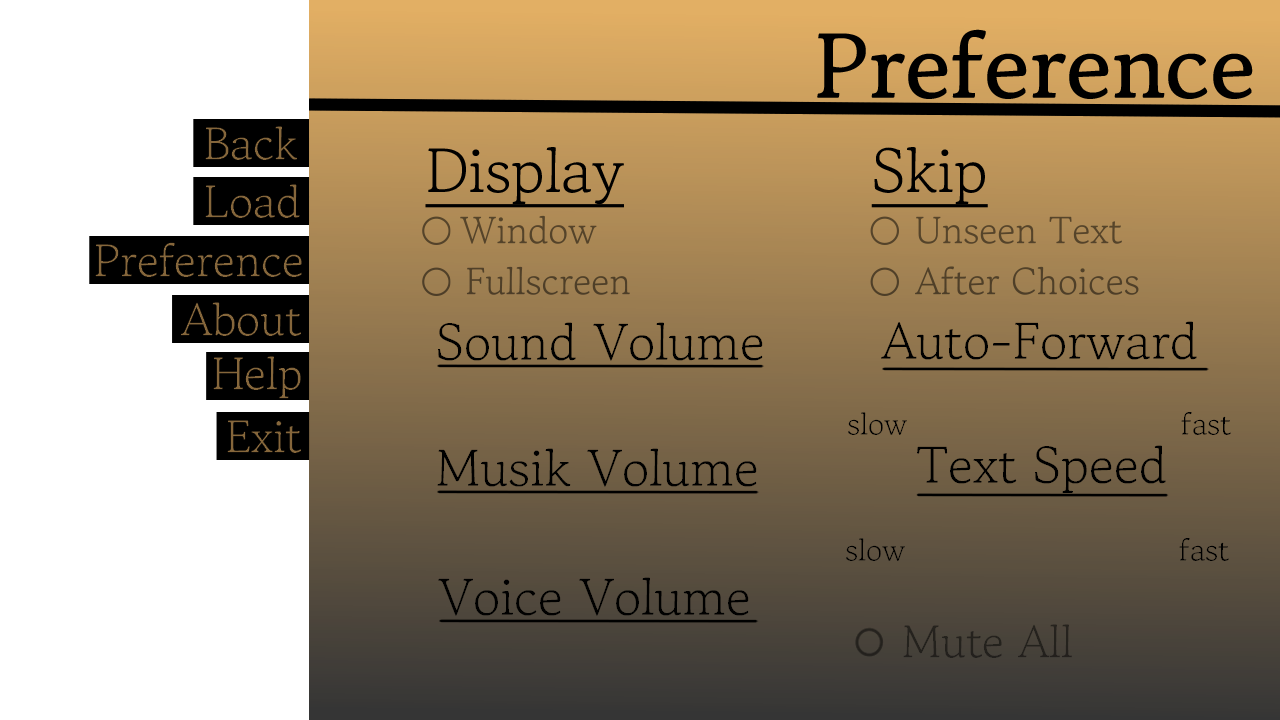 Preference
Back
Load
Preference
About
Help
Exit
Display
Window
Fullscreen
Sound Volume
Musik Volume
Voice Volume
Skip
Unseen Text
After Choices
Auto-Forward
slow fast
Text Speed
slow fast
Mute All